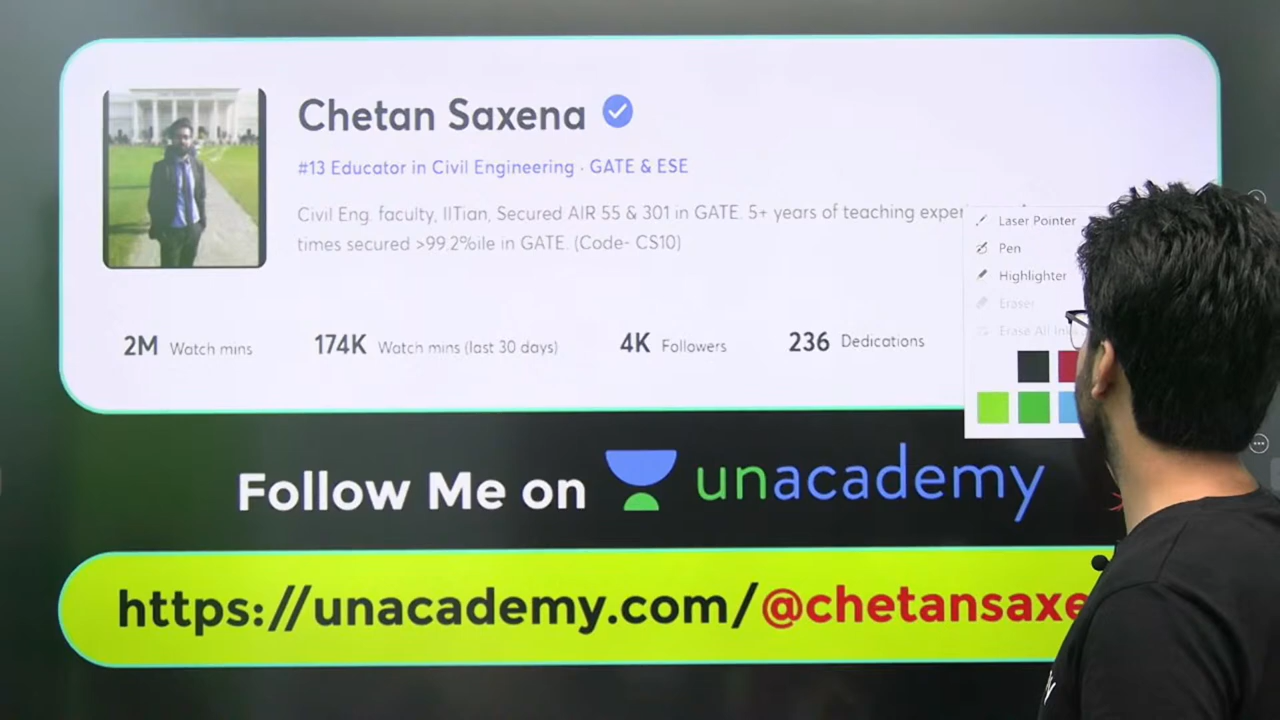 Chetan Saxena
#13 Educator in Civil Engineering · GATE & ESE
Civil Eng. faculty, IITian, Secured AIR 55 & 301 in GATE. 5+ years of teaching
times secured >99.2%ile in GATE. (Code- CS10)
Laser Pointer
Pen
Highlighter
Eraser
Erase All
2M Watch mins
174K Watch mins (last 30 days)
4K Followers
236 Dedications
Follow Me on unacademy
https://unacademy.com/@chetansaxe